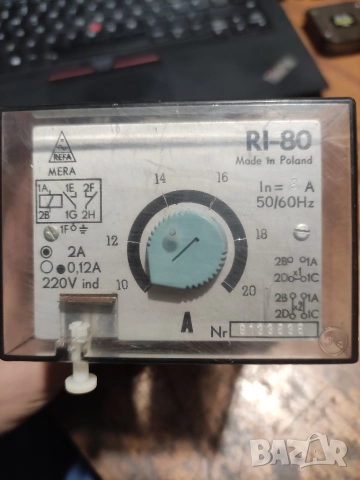 REFA
MERA
RI-80
Made in Poland
In = A
50/60Hz
1A 1E 2F
2B 1G 2H
1F
2A
0,12A
220V ind
10 12 14 16 18 20
A
2B 1A
x1
2D 1C
2B 1A
x2
2D 1C
Nr
BAZAR